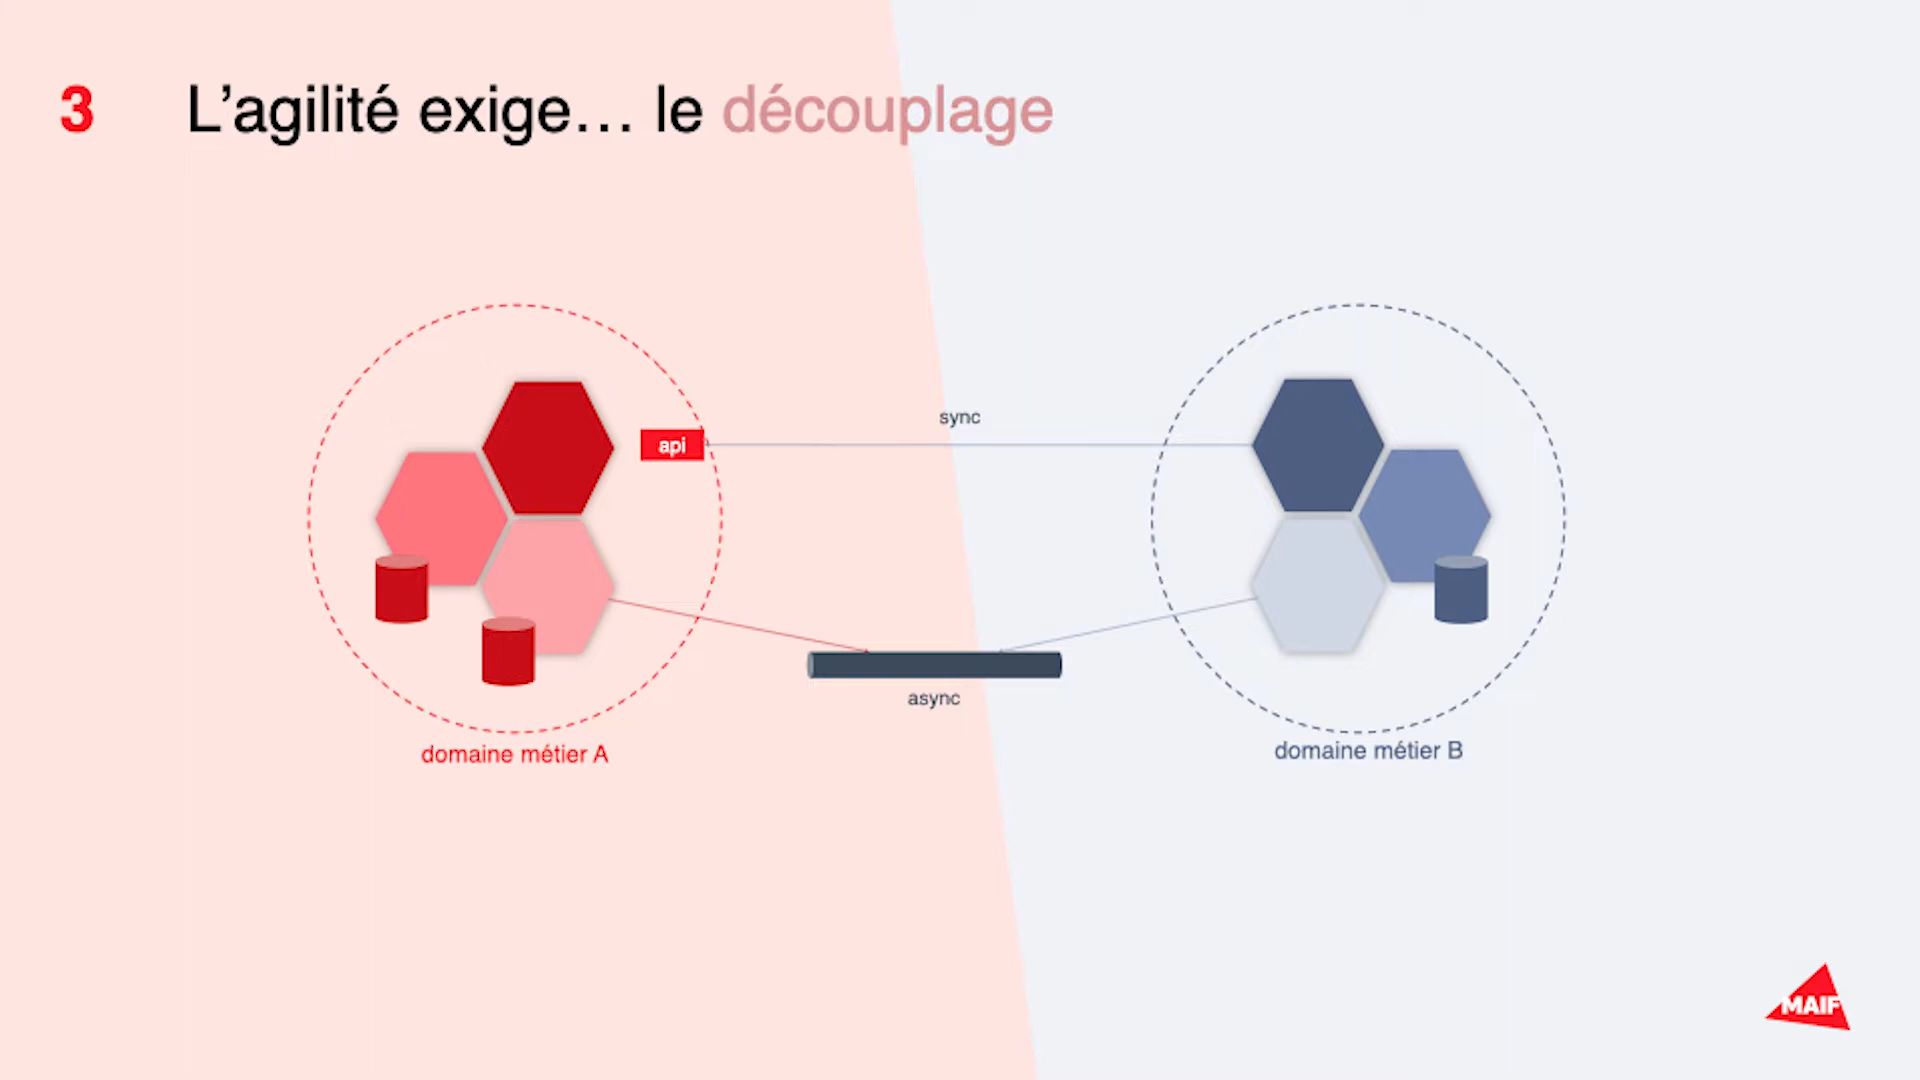 3 L’agilité exige… le découplage
sync
api
async
domaine métier A
domaine métier B
MAIF